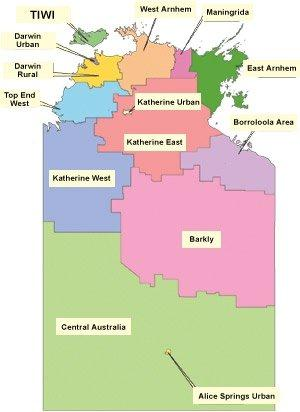 West Arnhem
Maningrida
TIWI
Darwin
Urban
Darwin
Rural
East Arnhem
Top End
West
Katherine Urban
Borroloola Area
Katherine East
Katherine West
Barkly
Central Australia
Alice Springs Urban